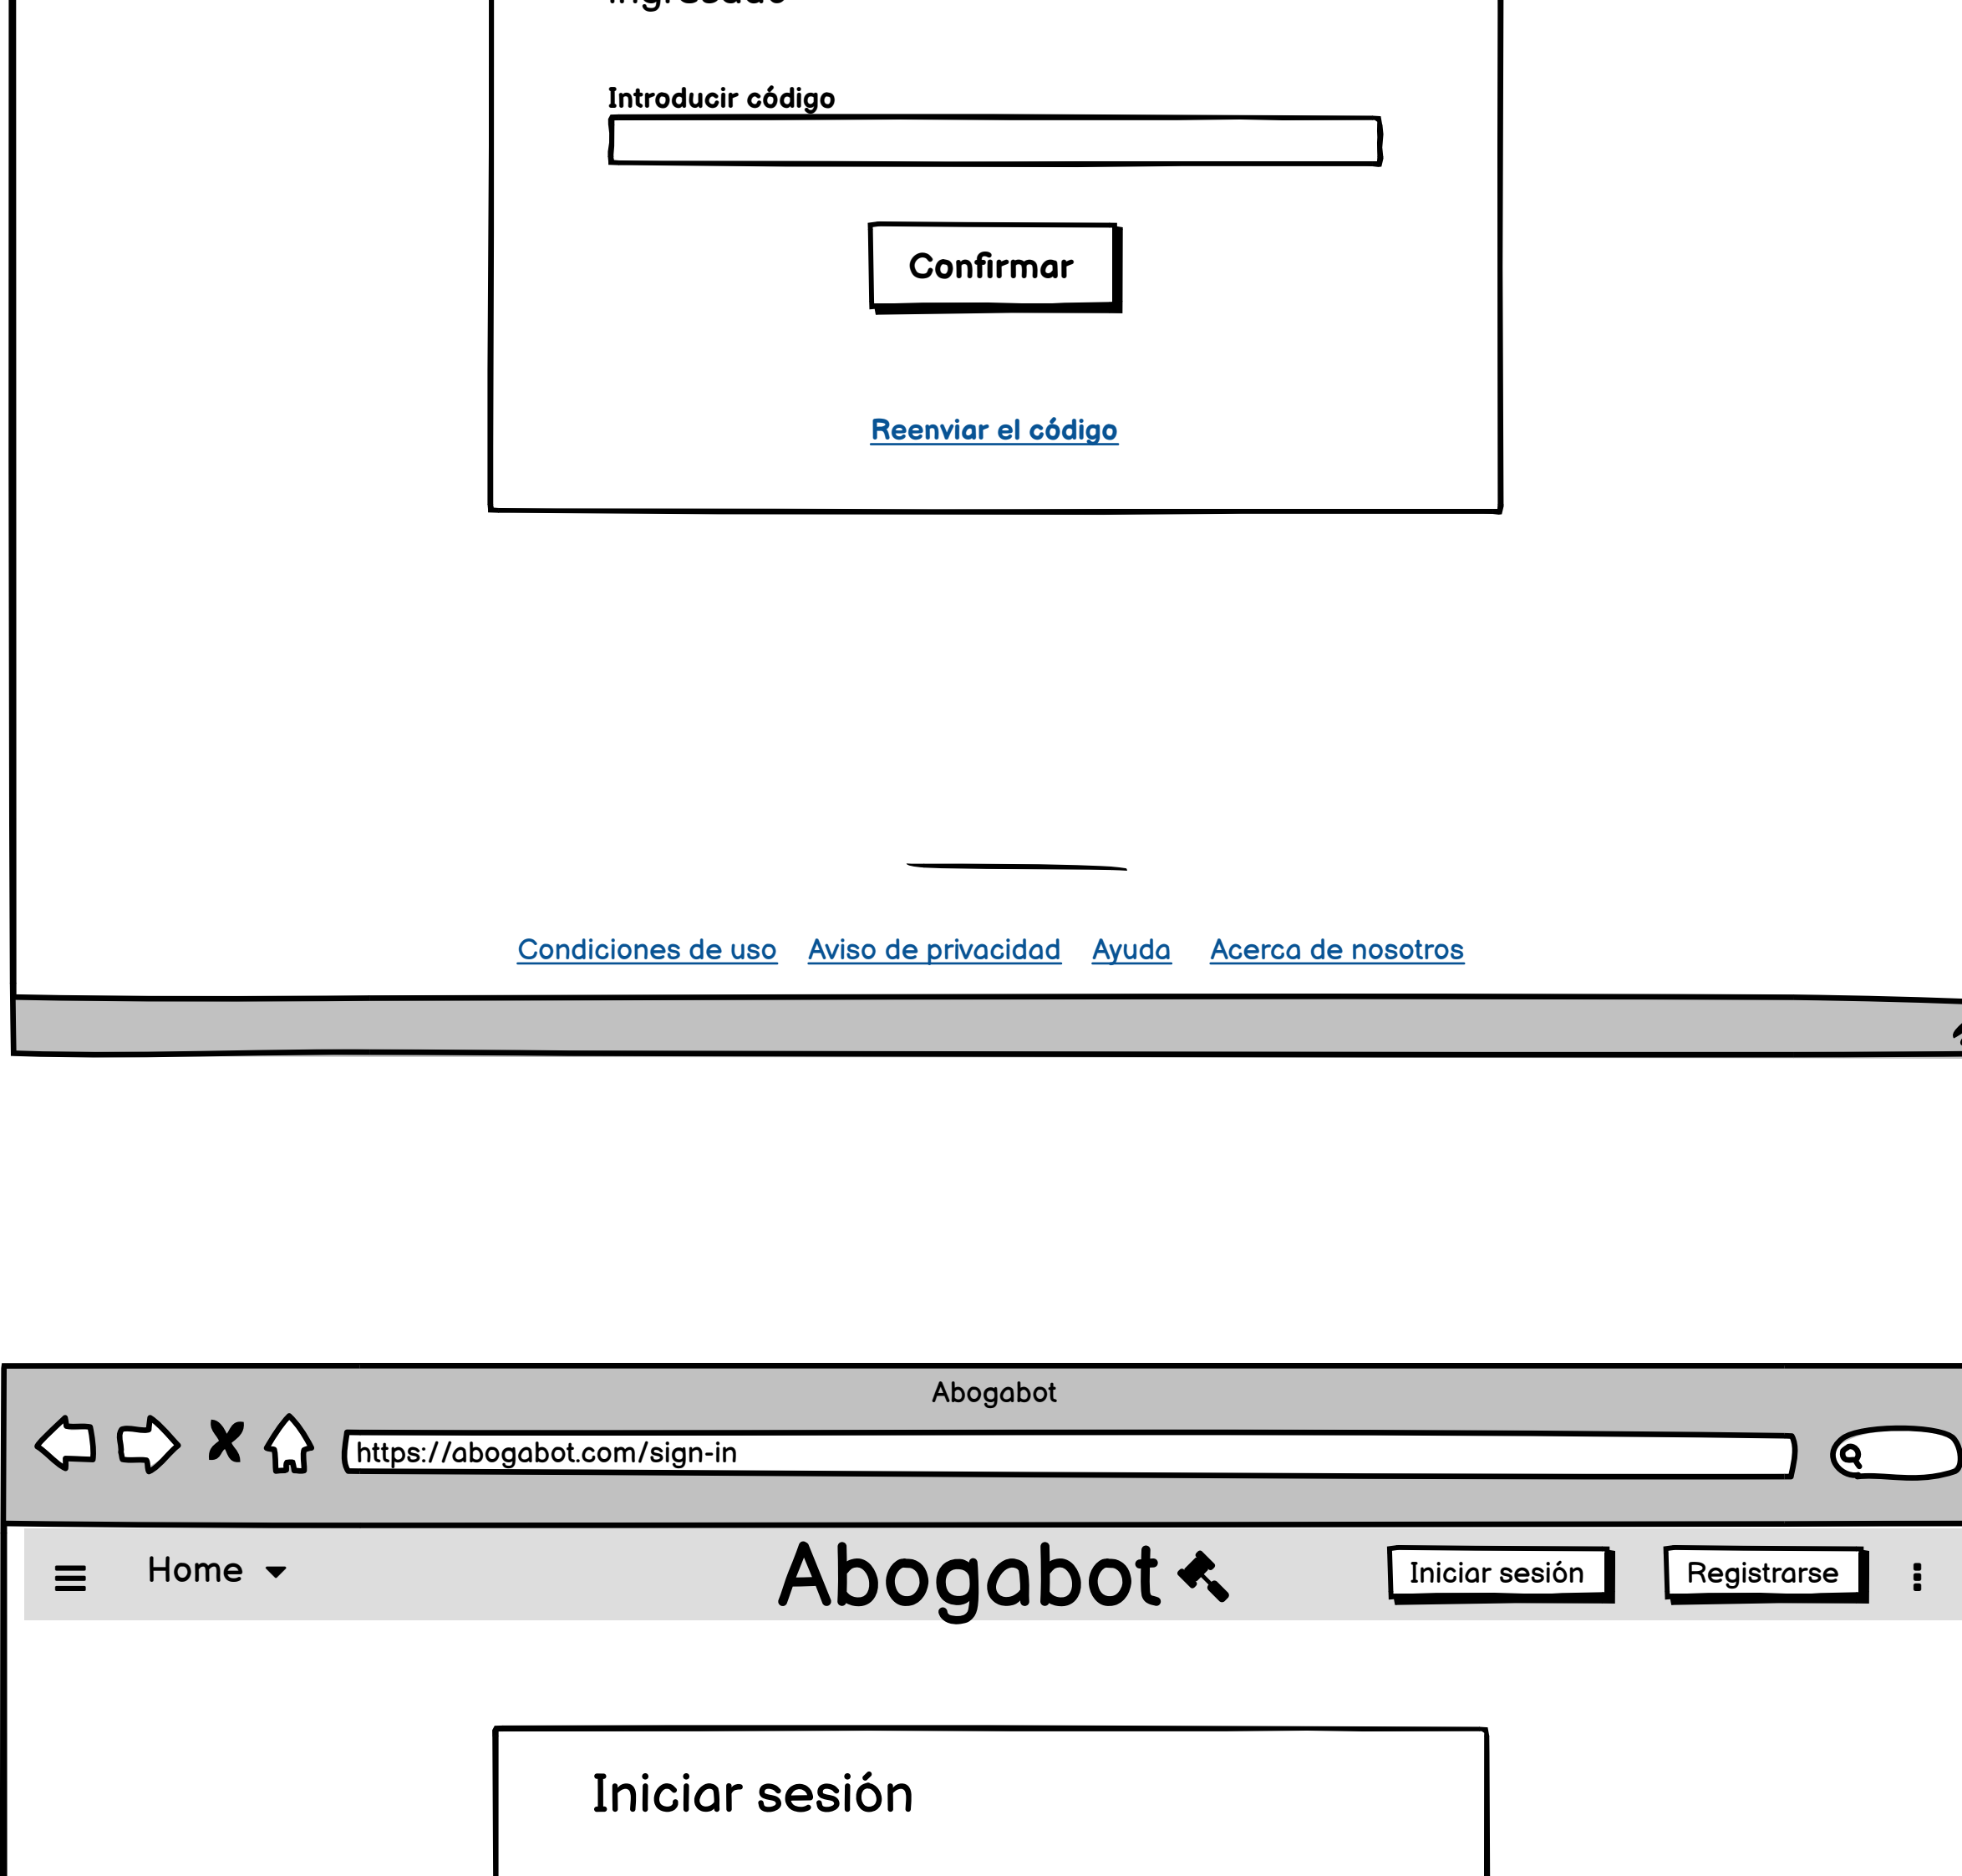 Introducir código
Confirmar
Reenviar el código
Condiciones de uso Aviso de privacidad Ayuda Acerca de nosotros
Abogabot
https://abogabot.com/sign-in
Home Abogabot Iniciar sesión Registrarse
Iniciar sesión